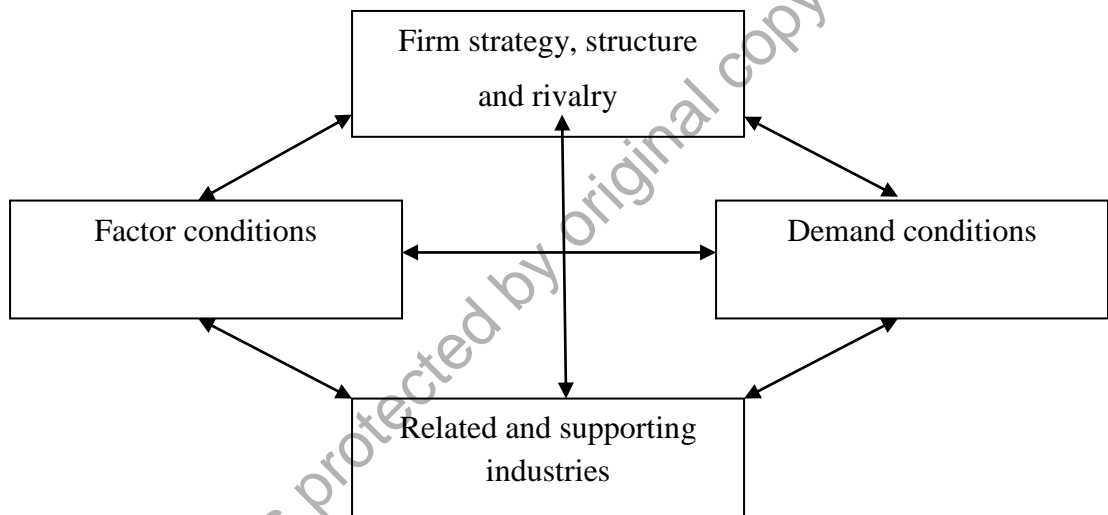 Firm strategy, structure
and rivalry
Factor conditions
Demand conditions
Related and supporting
industries
protected by original copy